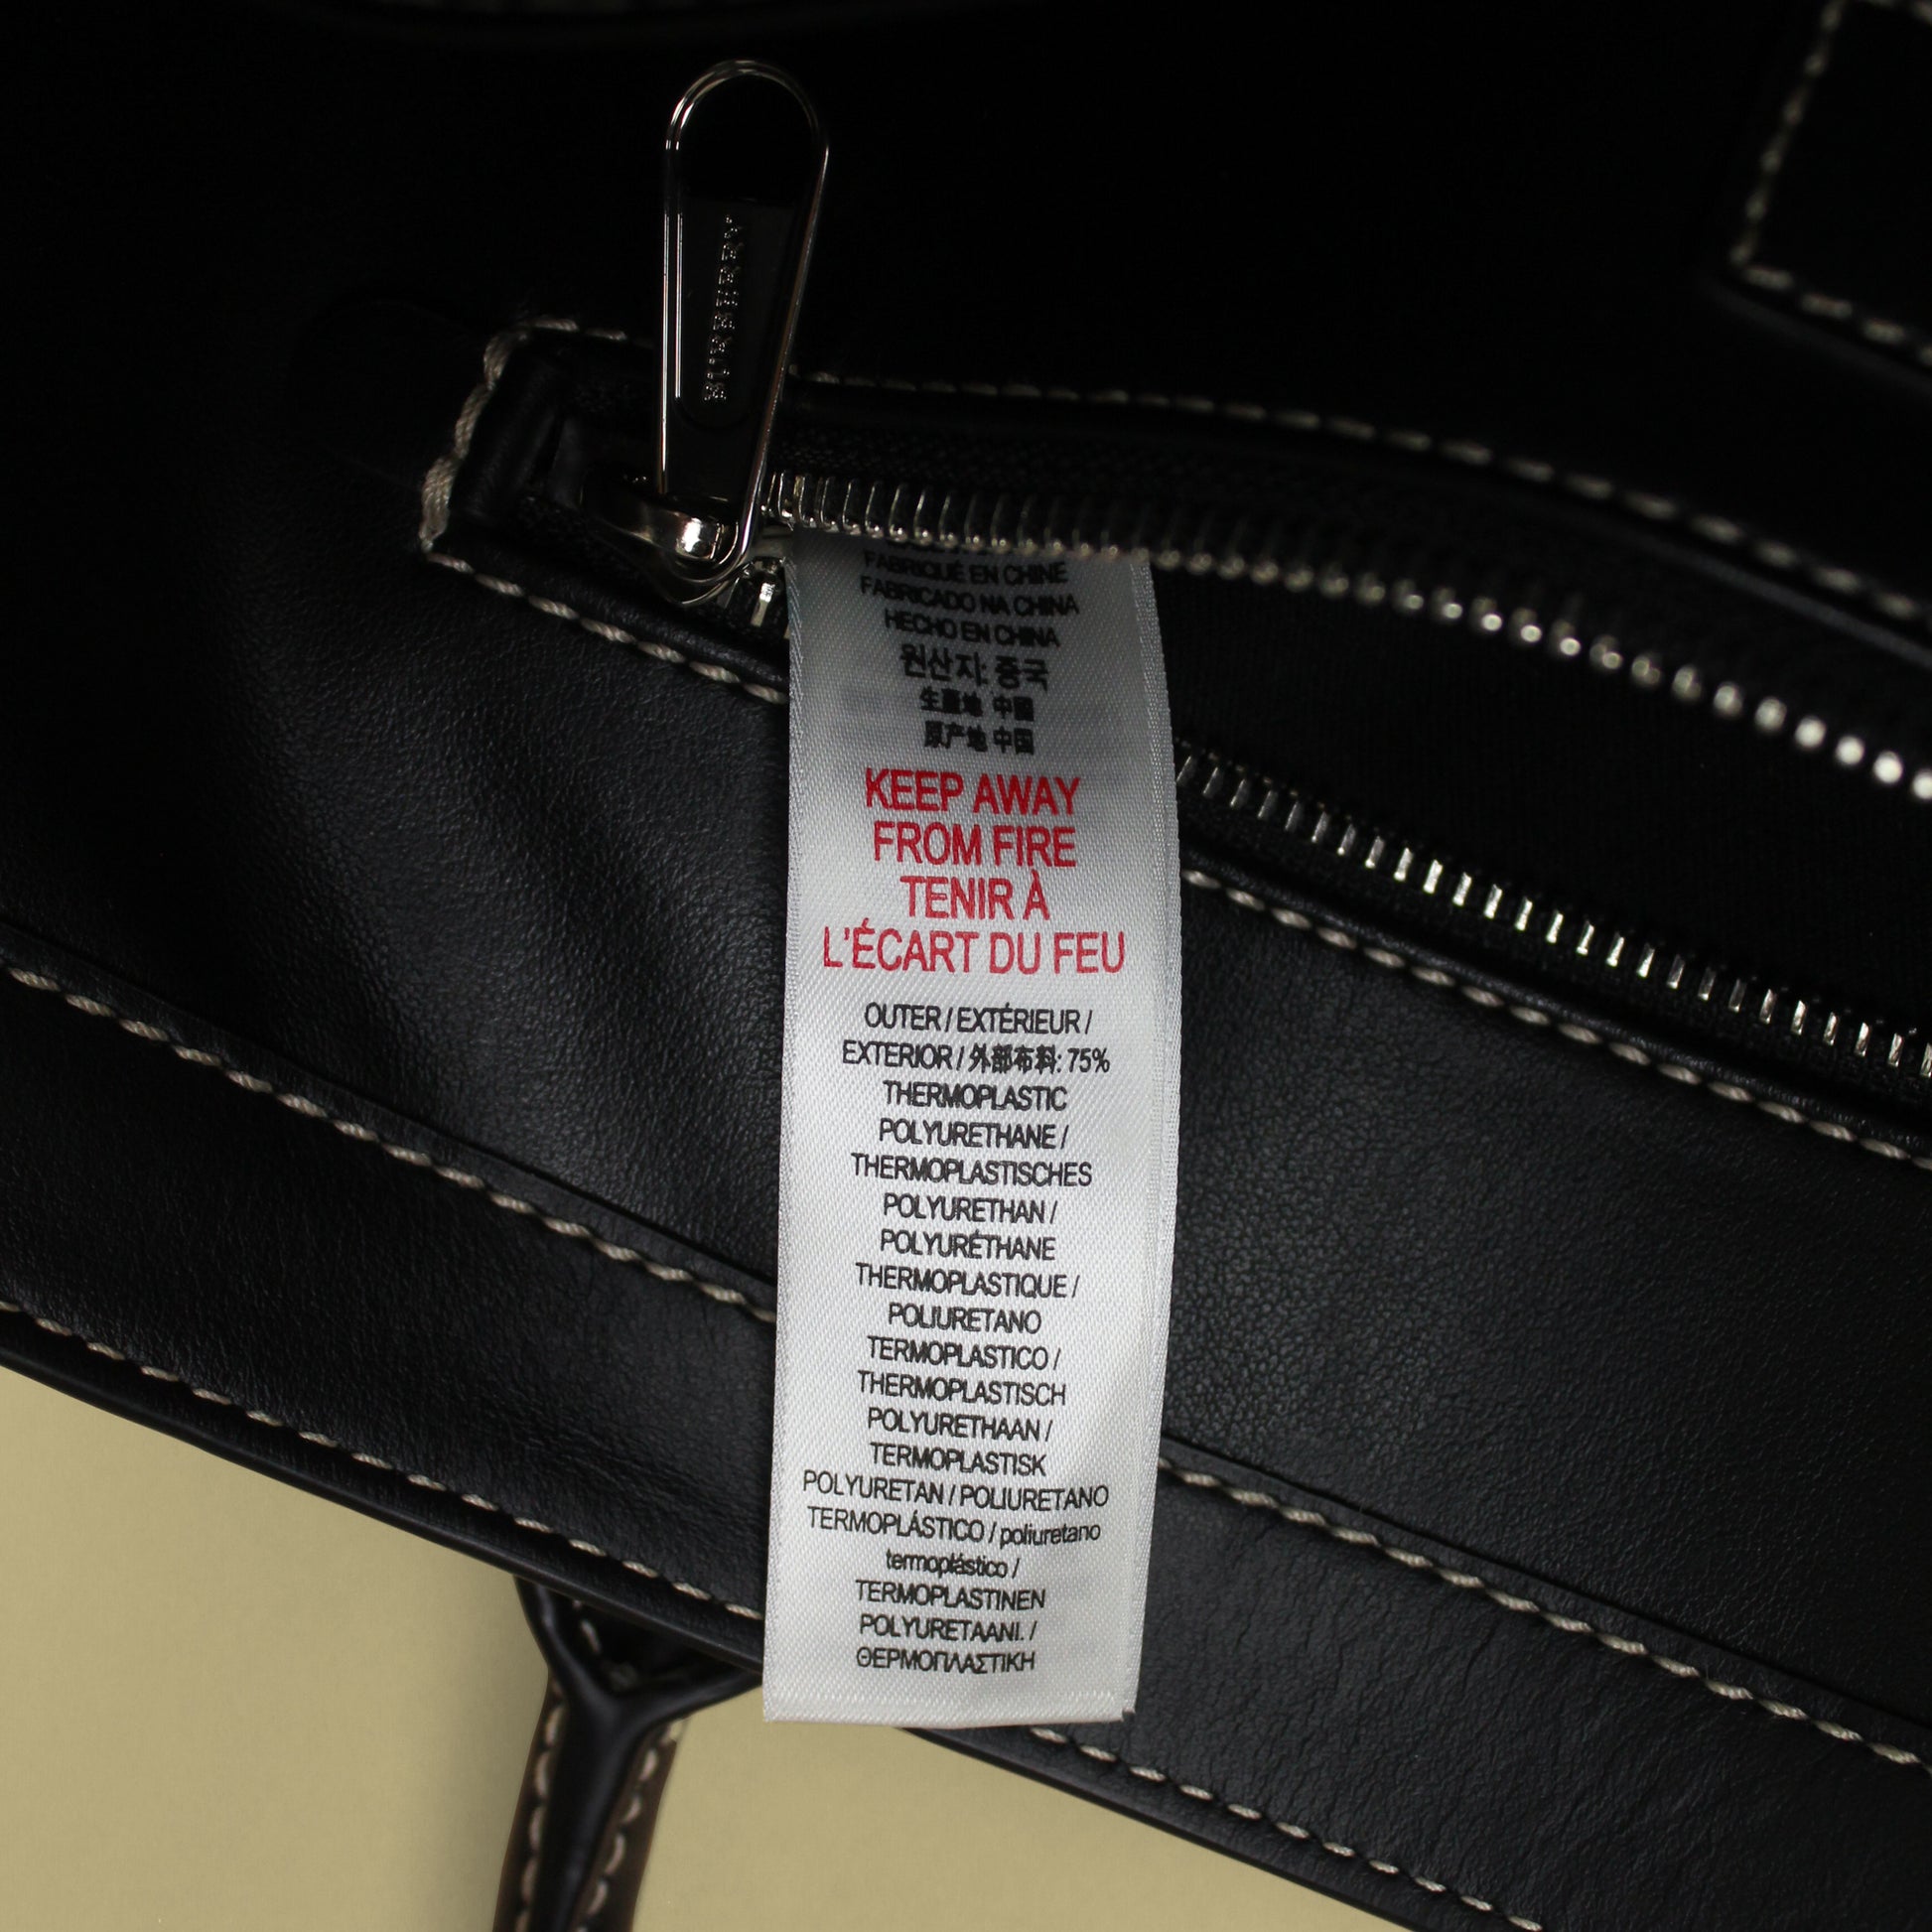 BURBERRY
FABRIQUÉ EN CHINE
FABRICADO NA CHINA
HECHO EN CHINA
원산지: 중국
生產地: 中國
原产地: 中国
KEEP AWAY
FROM FIRE
TENIR À
L'ÉCART DU FEU
OUTER / EXTÉRIEUR /
EXTERIOR / 外部布料: 75%
THERMOPLASTIC
POLYURETHANE /
THERMOPLASTISCHES
POLYURETHAN /
POLYURÉTHANE
THERMOPLASTIQUE /
POLIURETANO
TERMOPLASTICO /
THERMOPLASTISCH
POLYURETHAAN /
TERMOPLASTISK
POLYURETAN / POLIURETANO
TERMOPLÁSTICO / poliuretano
termoplástico /
TERMOPLASTINEN
POLYURETAANI. /
ΘΕΡΜΟΠΛΑΣΤΙΚΗ